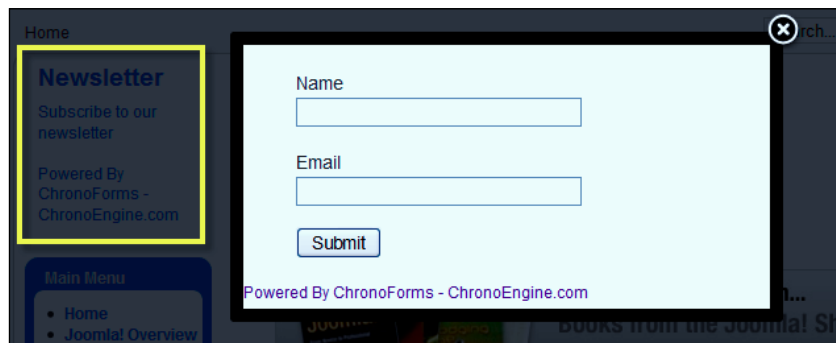 Home
rch...
Newsletter
Subscribe to our
newsletter
Powered By
ChronoForms -
ChronoEngine.com
Main Menu
Home
Joomla! Overview
Name
Email
Submit
Powered By ChronoForms - ChronoEngine.com
n...
Books from the Joomla! Sh